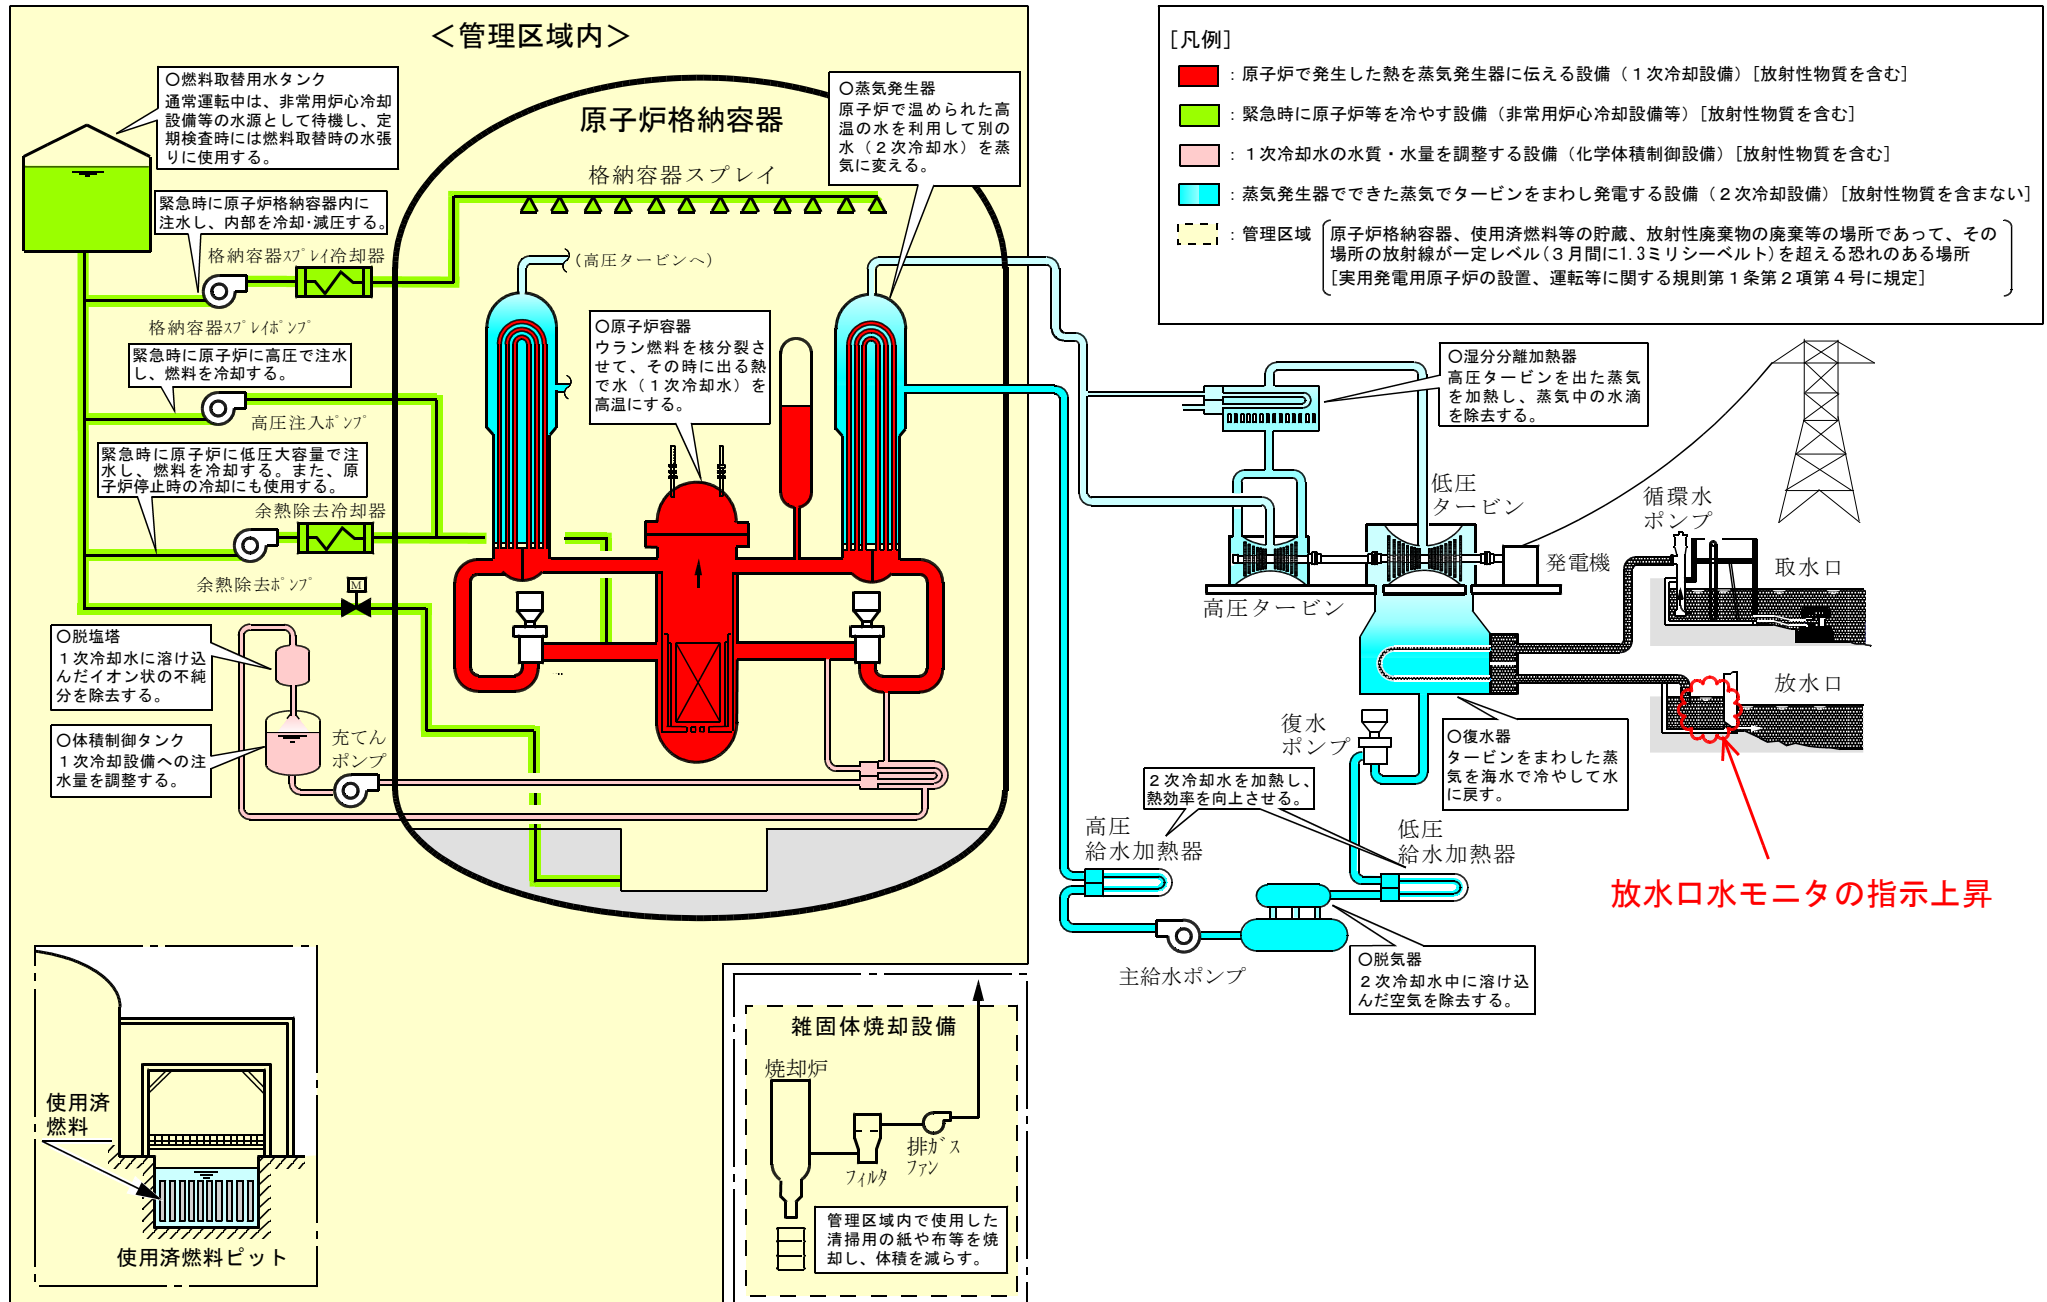 ＜管理区域内＞
○燃料取替用水タンク
通常運転中は、非常用炉心冷却
設備等の水源として待機し、定
期検査時には燃料取替時の水張
りに使用する。
緊急時に原子炉格納容器内に
注水し、内部を冷却･減圧する。
格納容器ｽﾌﾟﾚｲ冷却器
格納容器ｽﾌﾟﾚｲﾎﾟﾝﾌﾟ
緊急時に原子炉に高圧で注水
し、燃料を冷却する。
高圧注入ﾎﾟﾝﾌﾟ
緊急時に原子炉に低圧大容量で注
水し、燃料を冷却する。また、原
子炉停止時の冷却にも使用する。
余熱除去冷却器
余熱除去ﾎﾟﾝﾌﾟ
M
○脱塩塔
１次冷却水に溶け込
んだイオン状の不純
分を除去する。
○体積制御タンク
１次冷却設備への注
水量を調整する。
充てん
ポンプ
原子炉格納容器
格納容器スプレイ
(高圧タービンへ)
○蒸気発生器
原子炉で温められた高
温の水を利用して別の
水（２次冷却水）を蒸
気に変える。
○原子炉容器
ウラン燃料を核分裂さ
せて、その時に出る熱
で水（１次冷却水）を
高温にする。
[凡例]
：原子炉で発生した熱を蒸気発生器に伝える設備（１次冷却設備）[放射性物質を含む]
：緊急時に原子炉等を冷やす設備（非常用炉心冷却設備等）[放射性物質を含む]
：１次冷却水の水質・水量を調整する設備（化学体積制御設備）[放射性物質を含む]
：蒸気発生器でできた蒸気でタービンをまわし発電する設備（２次冷却設備）[放射性物質を含まない]
：管理区域
原子炉格納容器、使用済燃料等の貯蔵、放射性廃棄物の廃棄等の場所であって、その
場所の放射線が一定レベル(３月間に1.3ミリシーベルト)を超える恐れのある場所
[実用発電用原子炉の設置、運転等に関する規則第１条第２項第４号に規定]
○湿分分離加熱器
高圧タービンを出た蒸気
を加熱し、蒸気中の水滴
を除去する。
低圧
タービン
高圧タービン
発電機
循環水
ポンプ
取水口
放水口
復水
ポンプ
○復水器
タービンをまわした蒸
気を海水で冷やして水
に戻す。
２次冷却水を加熱し、
熱効率を向上させる。
高圧
給水加熱器
低圧
給水加熱器
放水口水モニタの指示上昇
主給水ポンプ
○脱気器
２次冷却水中に溶け込
んだ空気を除去する。
使用済
燃料
使用済燃料ピット
雑固体焼却設備
焼却炉
フィルタ
排ｶﾞｽ
ﾌｧﾝ
管理区域内で使用した
清掃用の紙や布等を焼
却し、体積を減らす。